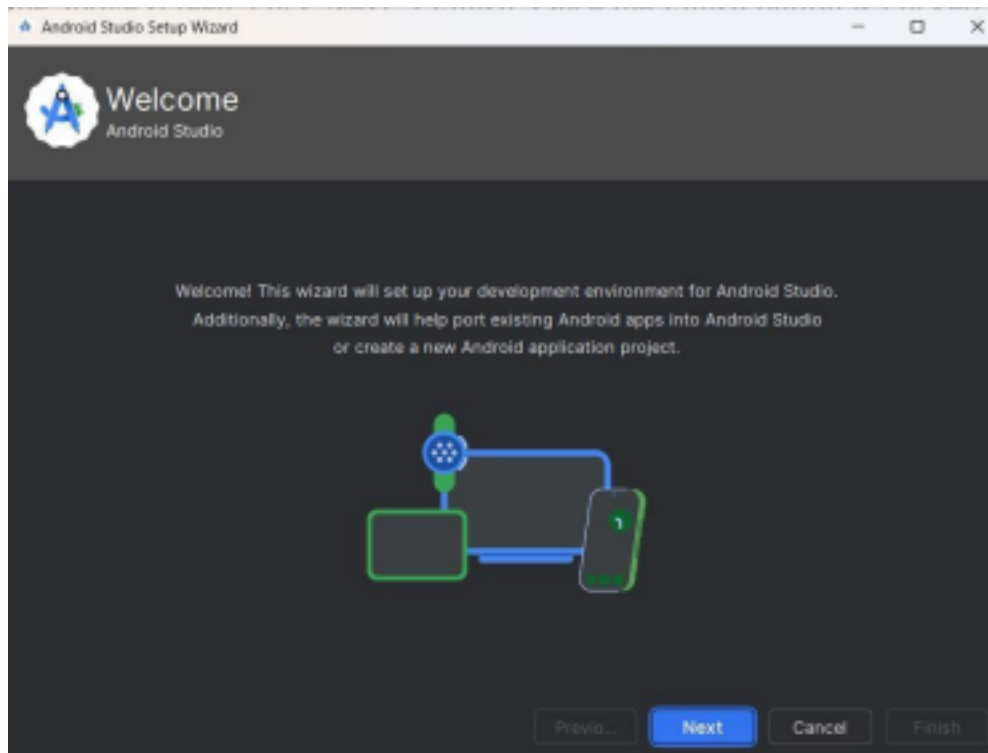 Android Studio Setup Wizard
Welcome
Android Studio
Welcome! This wizard will set up your development environment for Android Studio.
Additionally, the wizard will help port existing Android apps into Android Studio
or create a new Android application project.
Previo...
Next
Cancel
Finish